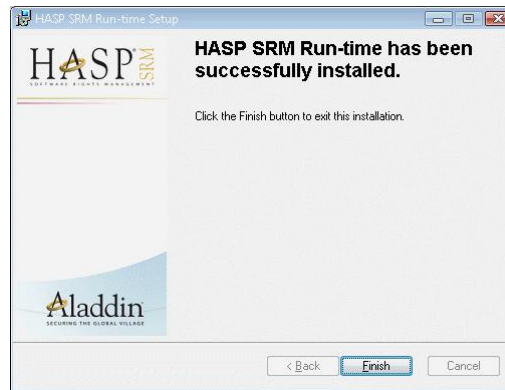 HASP SRM Run-time Setup
HASP SRM
SOFTWARE RIGHTS MANAGEMENT
HASP SRM Run-time has been
successfully installed.
Click the Finish button to exit this installation.
Aladdin
SECURING THE GLOBAL VILLAGE
< Back
Finish
Cancel